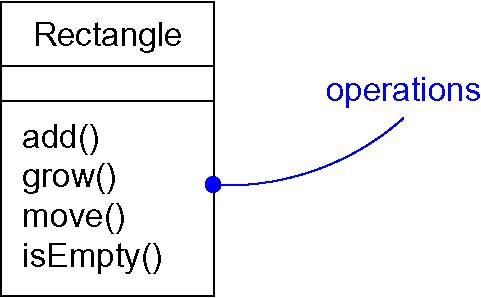 Rectangle
operations
add()
grow()
move()
isEmpty()